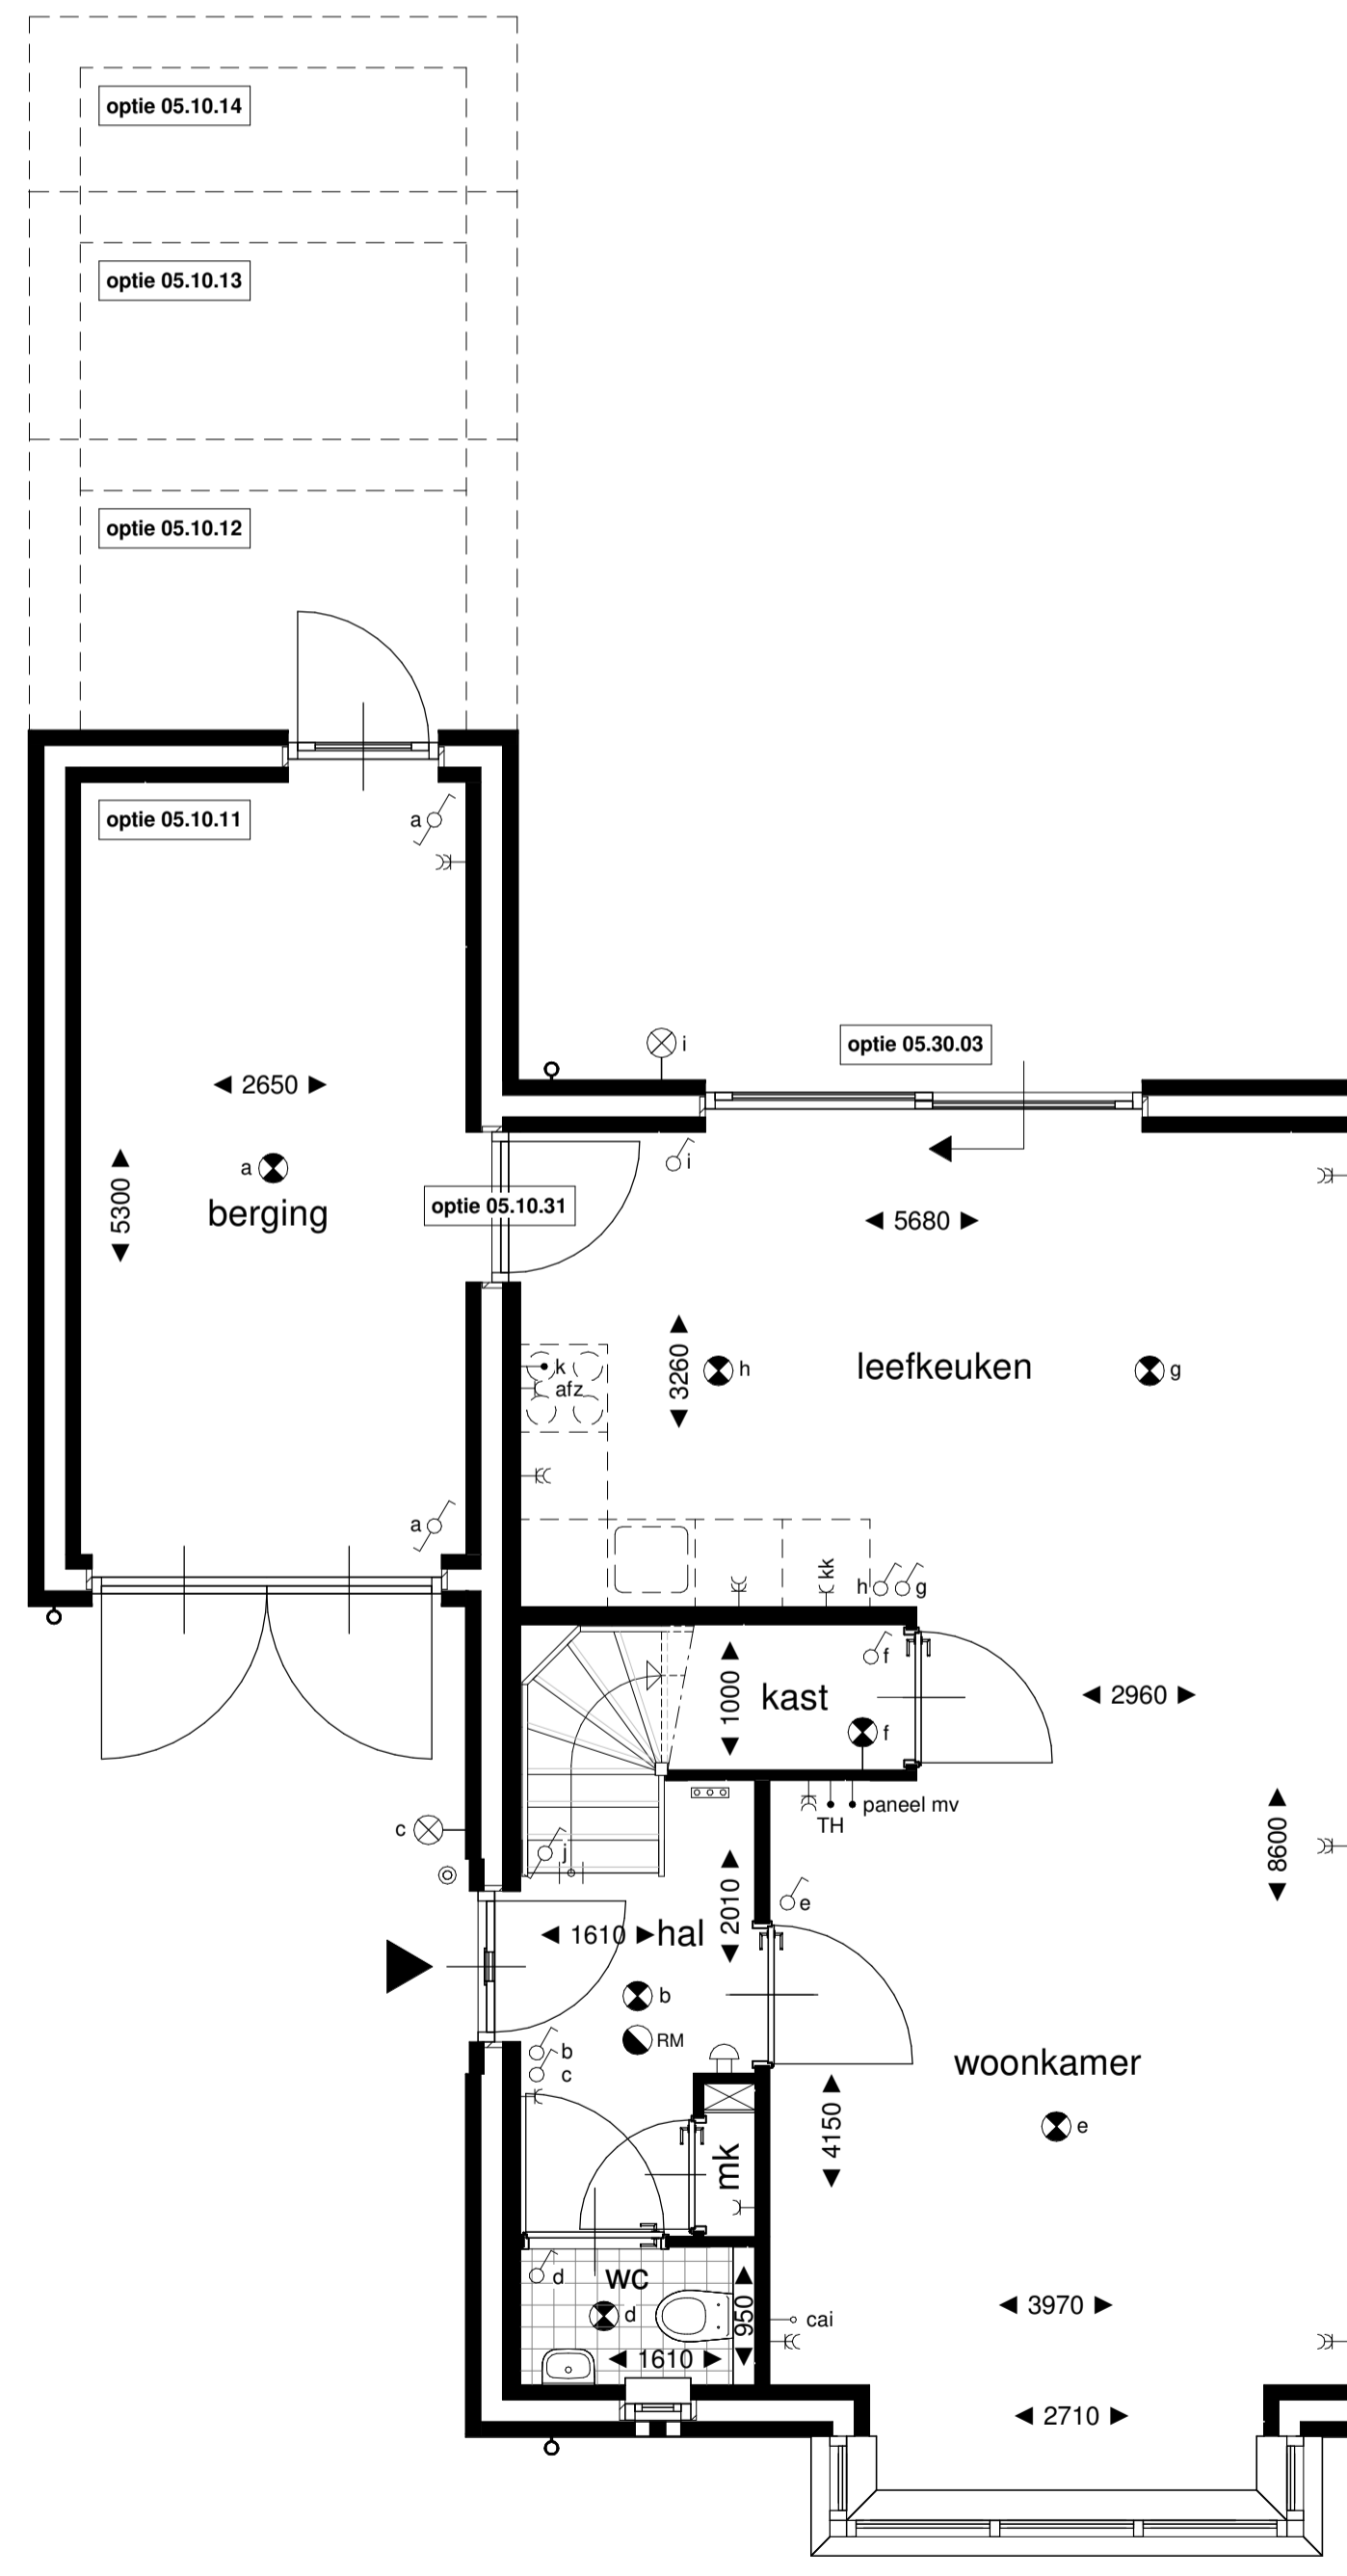 optie 05.10.14
optie 05.10.13
optie 05.10.12
optie 05.10.11
a
i
optie 05.30.03
2650
i
a
berging
5300
optie 05.10.31
5680
k
afz
3260
h
leefkeuken
g
a
kk
h
g
f
1000
kast
2960
f
paneel mv
TH
c
j
8600
e
2010
1610
hal
b
RM
b
c
woonkamer
4150
e
mk
d
wc
d
950
1610
3970
cai
2710